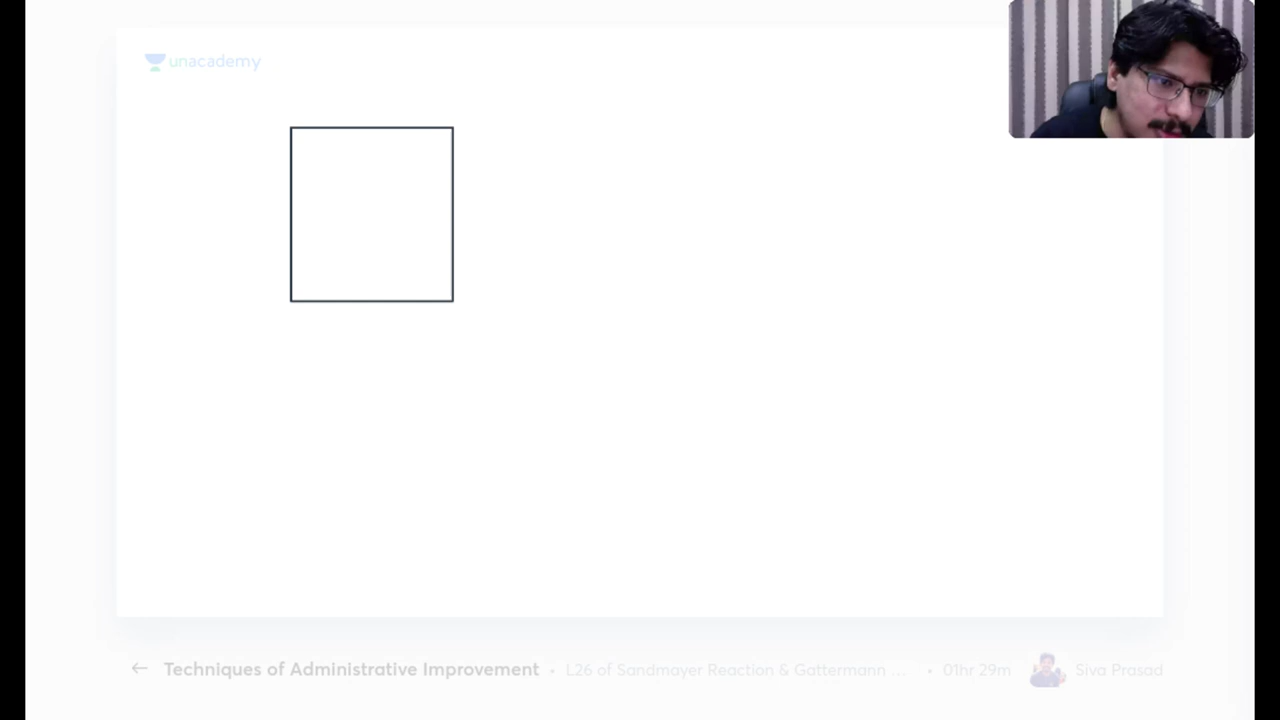 unacademy
← Techniques of Administrative Improvement • L26 of Sandmayer Reaction & Gattermann ... • 01hr 29m Siva Prasad